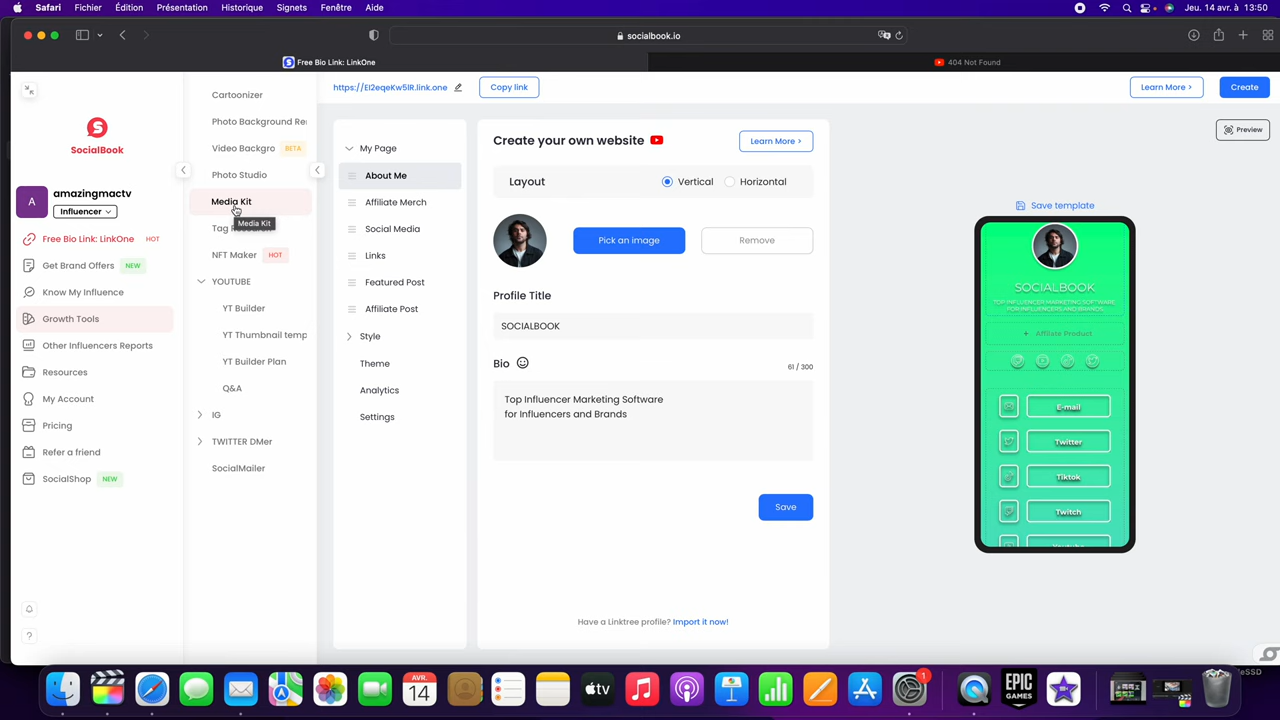 Safari Fichier Édition Présentation Historique Signets Fenêtre Aide
Jeu. 14 avr. à 13:50
socialbook.io
Free Bio Link: LinkOne
404 Not Found
SocialBook
amazingmactv
A
Influencer
Free Bio Link: LinkOne HOT
Get Brand Offers NEW
Know My Influence
Growth Tools
Other Influencers Reports
Resources
My Account
Pricing
Refer a friend
SocialShop NEW
?
Cartoonizer
Photo Background Re
Video Backgro BETA
Photo Studio
Media Kit
Media Kit
Tag
NFT Maker HOT
YOUTUBE
YT Builder
YT Thumbnail temp
YT Builder Plan
Q&A
IG
TWITTER DMer
SocialMailer
https://EI2eqeKw5lR.link.one
Copy link
Learn More >
Create
My Page
About Me
Affiliate Merch
Social Media
Links
Featured Post
Affiliate Post
Style
Theme
Analytics
Settings
Create your own website
Learn More >
Layout
Vertical
Horizontal
Pick an image
Remove
Profile Title
SOCIALBOOK
Bio
61 / 300
Top Influencer Marketing Software
for Influencers and Brands
Save
Have a Linktree profile? Import it now!
Preview
Save template
SOCIALBOOK
TOP INFLUENCER MARKETING SOFTWARE
FOR INFLUENCERS AND BRANDS
+ Affilate Product
E-mail
Twitter
Tiktok
Twitch
AVR.
14
tv
1
EPIC
GAMES